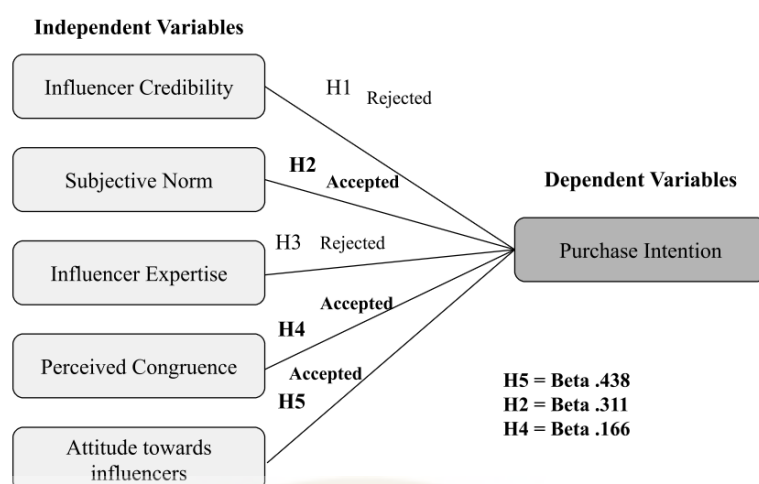 Independent Variables
Influencer Credibility
H1 Rejected
Subjective Norm
H2 Accepted
Dependent Variables
Purchase Intention
H3 Rejected
Influencer Expertise
Accepted
H4
Perceived Congruence
Accepted
H5
Attitude towards
influencers
H5 = Beta .438
H2 = Beta .311
H4 = Beta .166